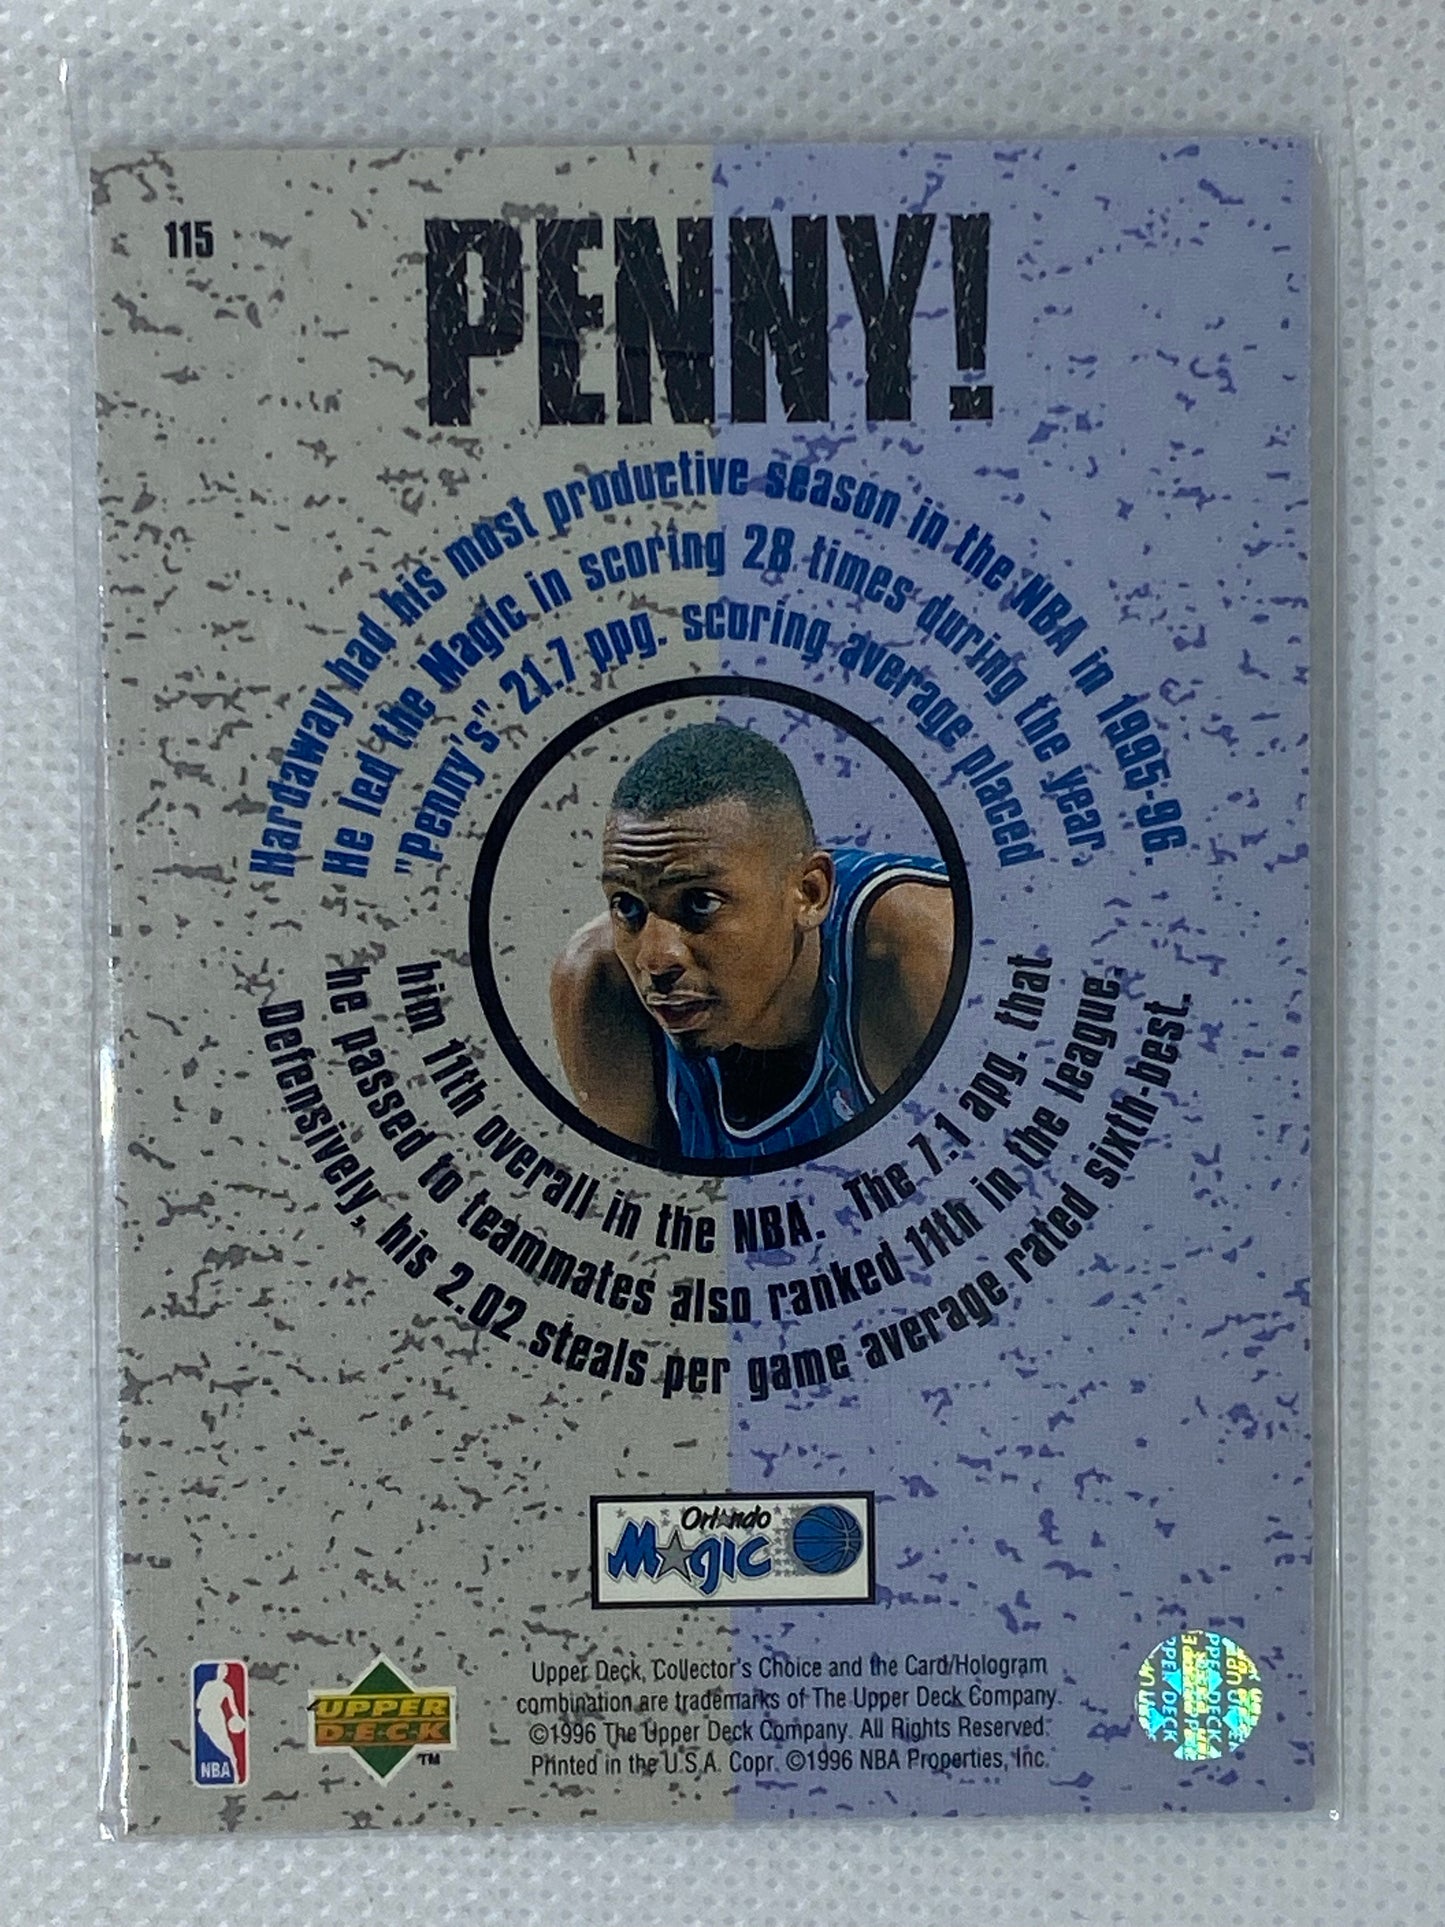 115
PENNY!
Hardaway had his most productive season in the NBA in 1995-96.
He led the Magic in scoring 28 times during the year.
"Penny's" 21.7 ppg. scoring average placed
him 11th overall in the NBA. The 7.1 apg. that
he passed to teammates also ranked 11th in the league.
Defensively, his 2.02 steals per game average rated sixth-best.
Orlando
Magic
NBA
UPPER
DECK
TM
Upper Deck, Collector's Choice and the Card/Hologram
combination are trademarks of The Upper Deck Company.
©1996 The Upper Deck Company. All Rights Reserved.
Printed in the U.S.A. Copr. ©1996 NBA Properties, Inc.